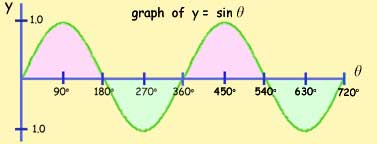 y
graph of y = sin θ
1.0
θ
90° 180° 270° 360° 450° 540° 630° 720°
1.0